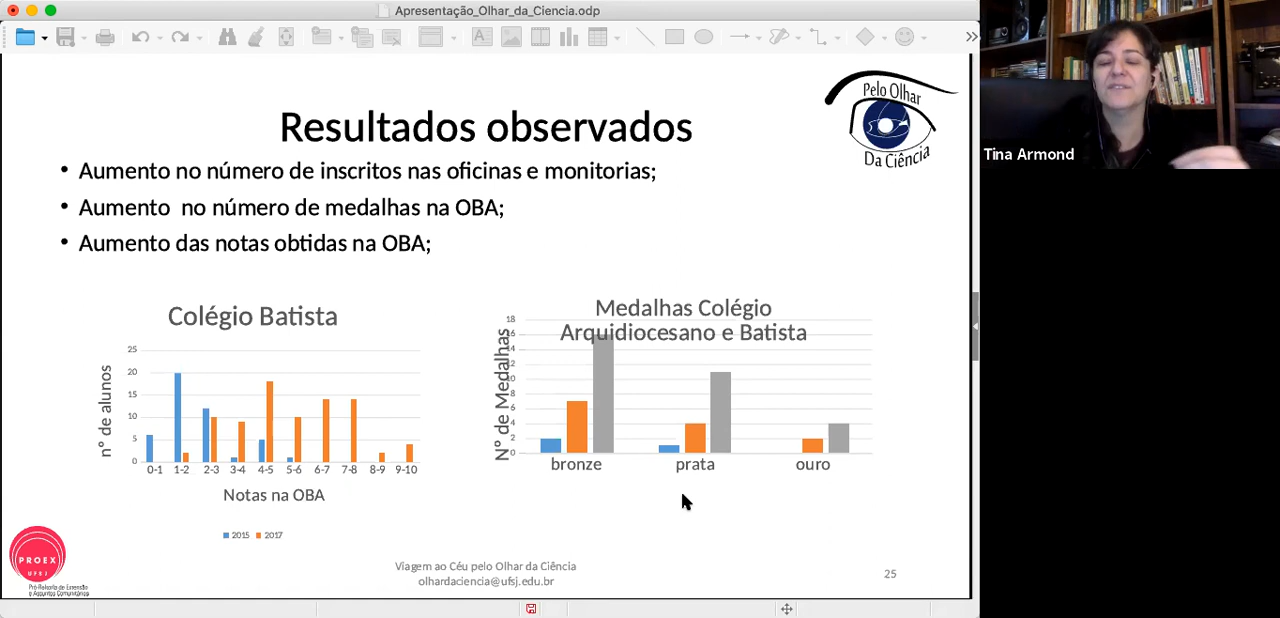 Apresentação_Olhar_da_Ciencia.odp
Pelo Olhar
Da Ciência
Resultados observados
• Aumento no número de inscritos nas oficinas e monitorias;
• Aumento no número de medalhas na OBA;
• Aumento das notas obtidas na OBA;
Tina Armond
Colégio Batista
nº de alunos
25
20
15
10
5
0
0-1 1-2 2-3 3-4 4-5 5-6 6-7 7-8 8-9 9-10
Notas na OBA
2015 2017
Medalhas Colégio
Arquidiocesano e Batista
Nº de Medalhas
18
16
14
12
10
8
6
4
2
0
bronze prata ouro
PROEX
UFSJ
Pró-Reitoria de Extensão
e Assuntos Comunitários
Viagem ao Céu pelo Olhar da Ciência
olhardaciencia@ufsj.edu.br
25